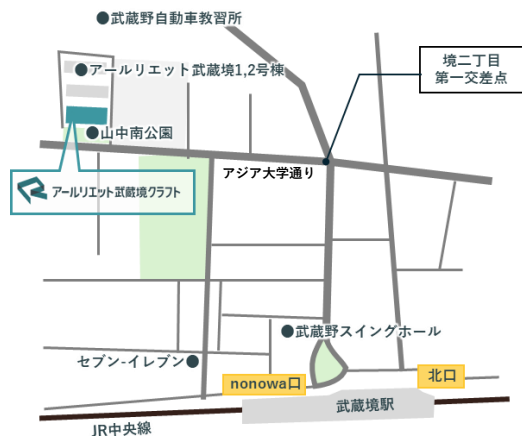 ●武蔵野自動車教習所
●アールリエット武蔵境1,2号棟
境二丁目
第一交差点
●山中南公園
アジア大学通り
アールリエット武蔵境クラフト
●武蔵野スイングホール
セブン-イレブン●
nonowa口
北口
武蔵境駅
JR中央線